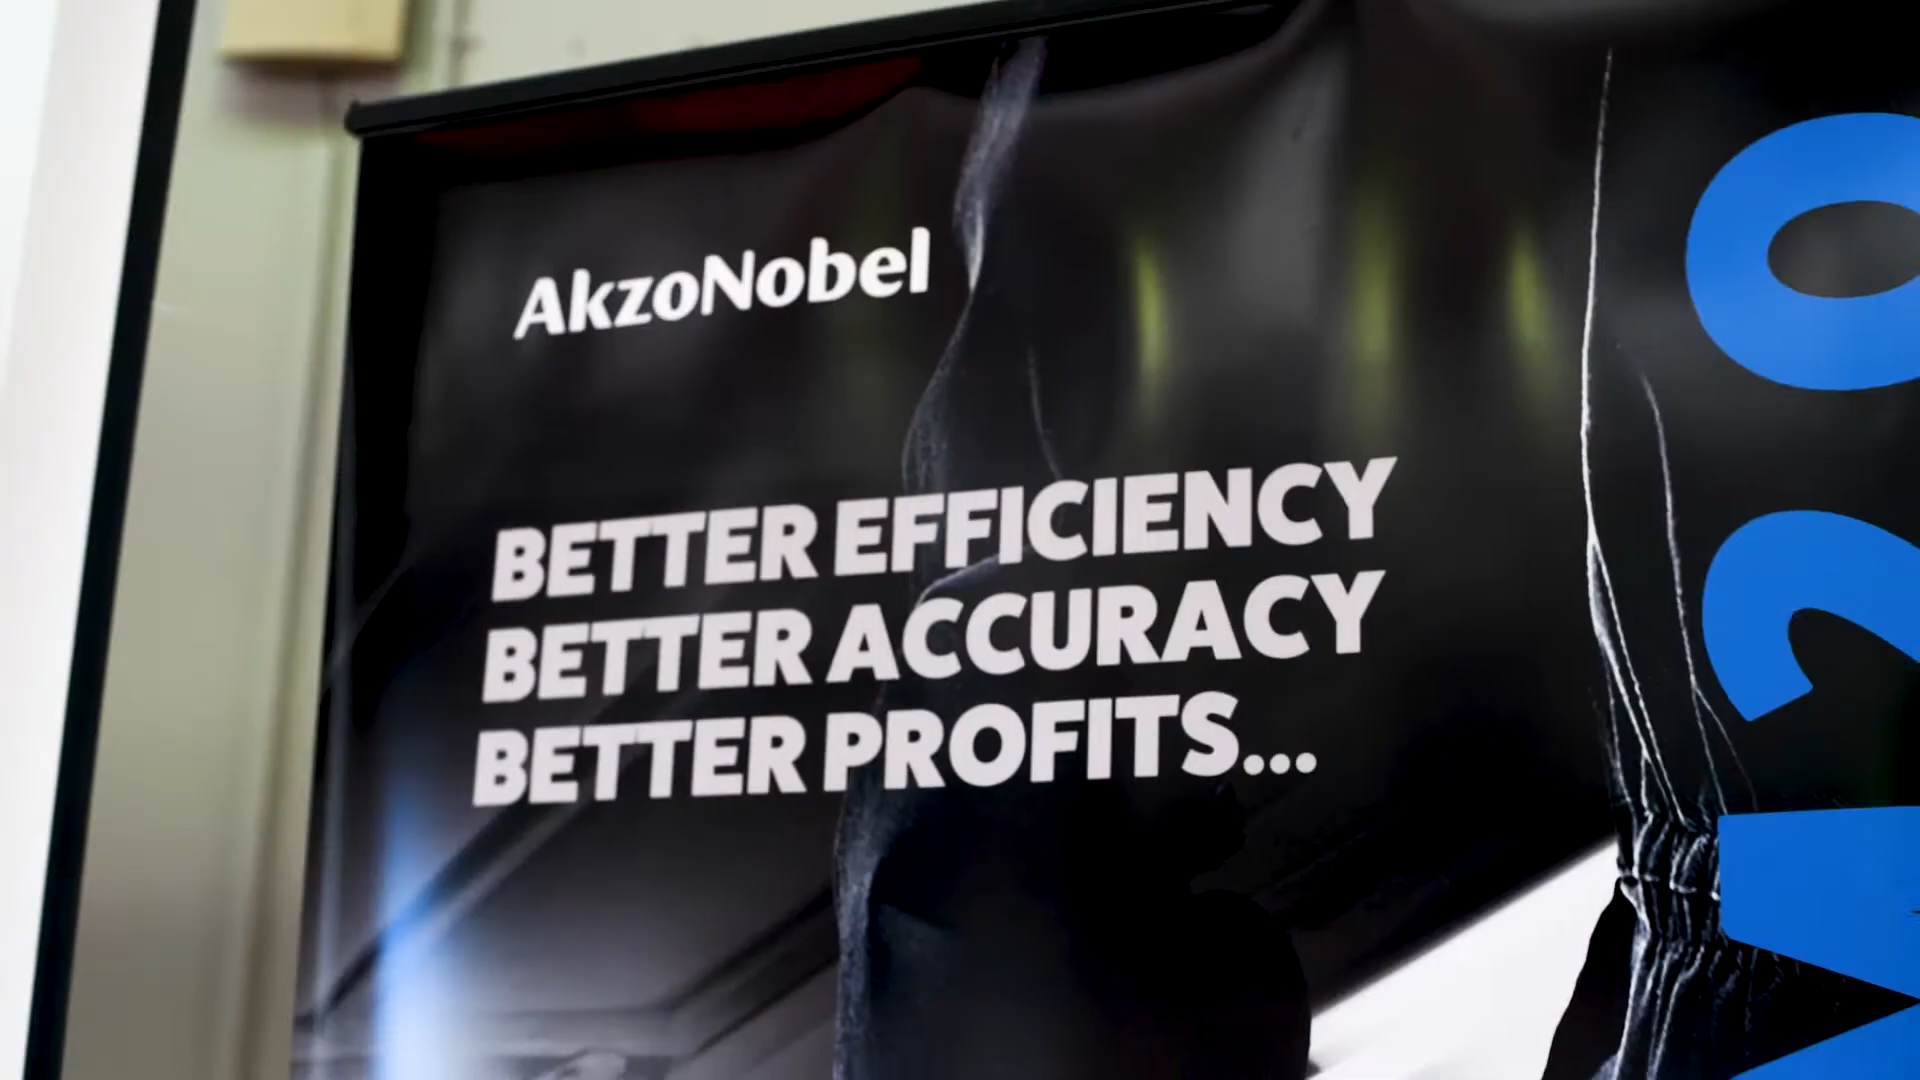 AkzoNobel
BETTER EFFICIENCY
BETTER ACCURACY
BETTER PROFITS...